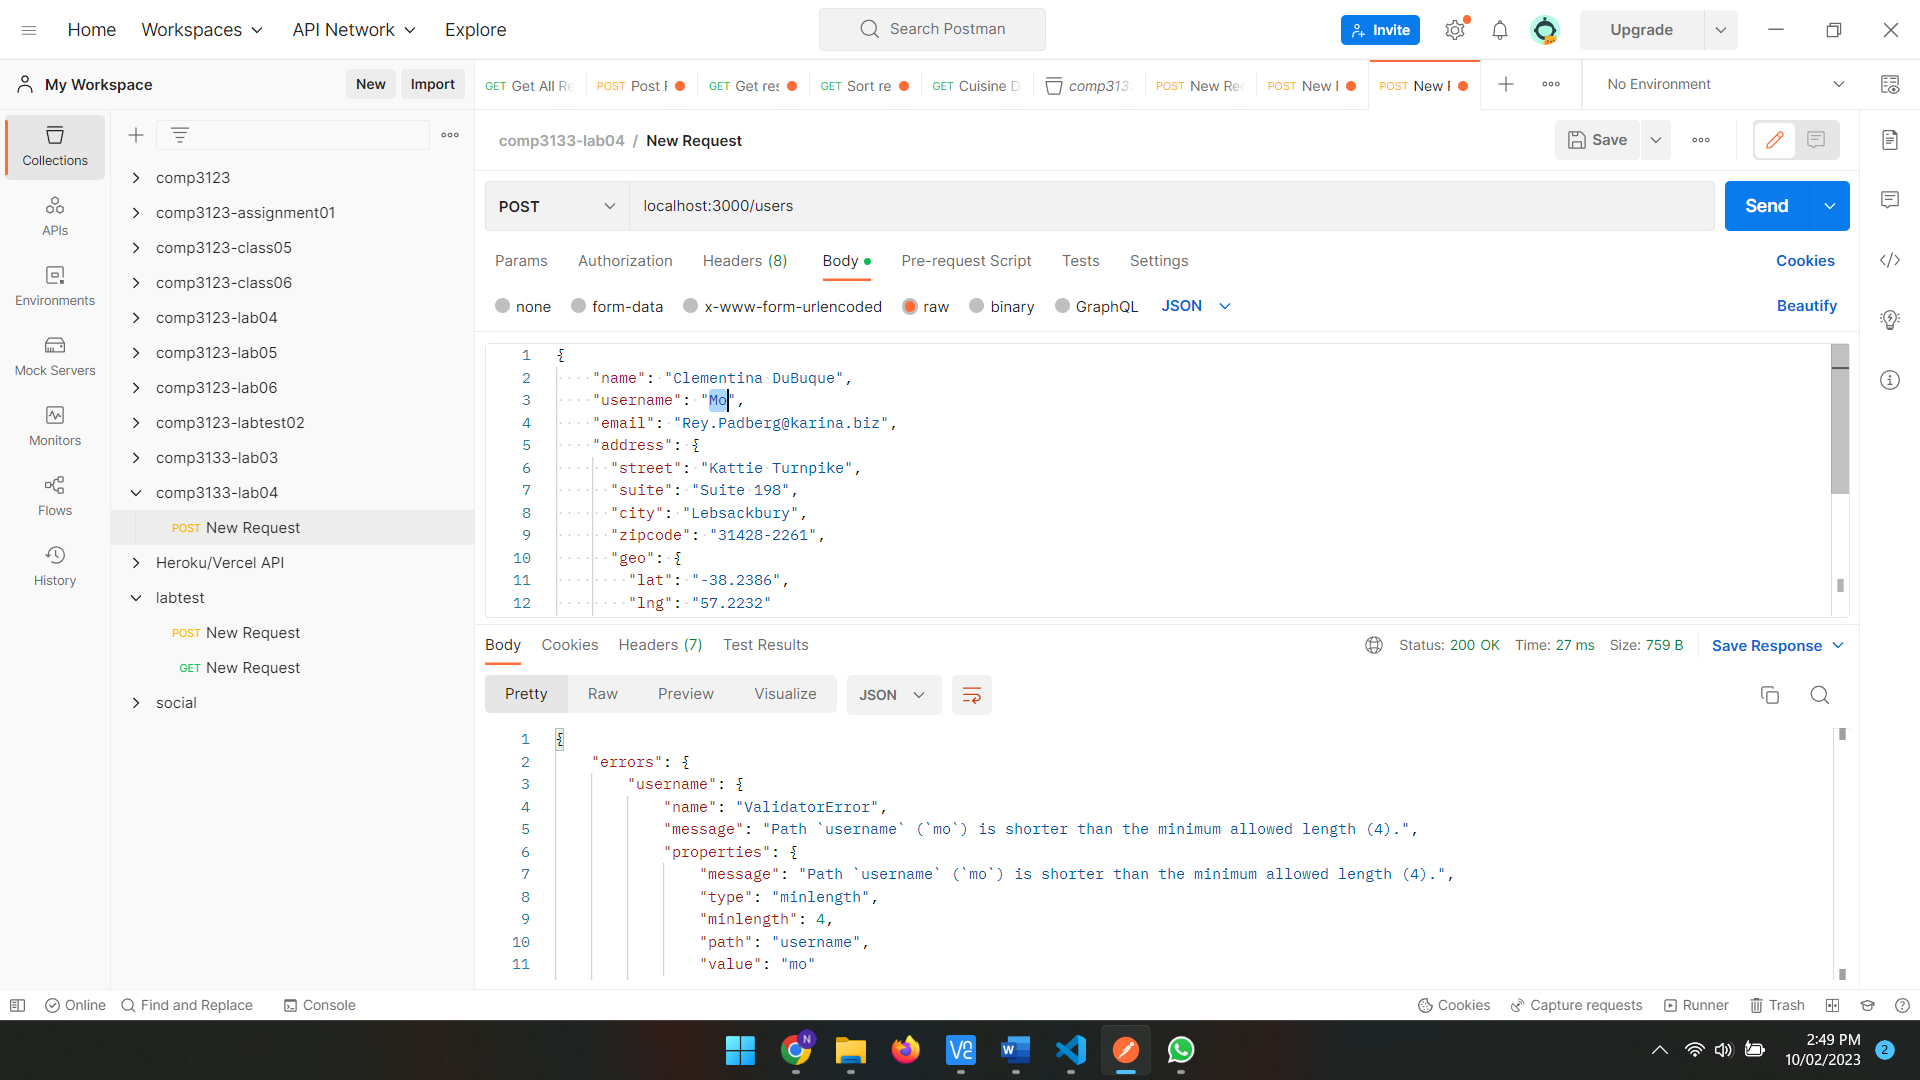 Home Workspaces API Network Explore Search Postman Invite Upgrade
My Workspace New Import
GET Get All Re POST Post F GET Get res GET Sort re GET Cuisine D comp313 POST New Rec POST New F POST New F No Environment
Collections
APIs
Environments
Mock Servers
Monitors
Flows
History
comp3123
comp3123-assignment01
comp3123-class05
comp3123-class06
comp3123-lab04
comp3123-lab05
comp3123-lab06
comp3123-labtest02
comp3133-lab03
comp3133-lab04
POST New Request
Heroku/Vercel API
labtest
POST New Request
GET New Request
social
comp3133-lab04 / New Request Save
POST localhost:3000/users Send
Params Authorization Headers (8) Body Pre-request Script Tests Settings Cookies
none form-data x-www-form-urlencoded raw binary GraphQL JSON Beautify
1 {
2 "name": "Clementina DuBuque",
3 "username": "Mo",
4 "email": "Rey.Padberg@karina.biz",
5 "address": {
6 "street": "Kattie Turnpike",
7 "suite": "Suite 198",
8 "city": "Lebsackbury",
9 "zipcode": "31428-2261",
10 "geo": {
11 "lat": "-38.2386",
12 "lng": "57.2232"
Body Cookies Headers (7) Test Results Status: 200 OK Time: 27 ms Size: 759 B Save Response
Pretty Raw Preview Visualize JSON
1 {
2 "errors": {
3 "username": {
4 "name": "ValidatorError",
5 "message": "Path `username` (`mo`) is shorter than the minimum allowed length (4).",
6 "properties": {
7 "message": "Path `username` (`mo`) is shorter than the minimum allowed length (4).",
8 "type": "minlength",
9 "minlength": 4,
10 "path": "username",
11 "value": "mo"
Online Find and Replace Console Cookies Capture requests Runner Trash
N
2:49 PM
10/02/2023 2